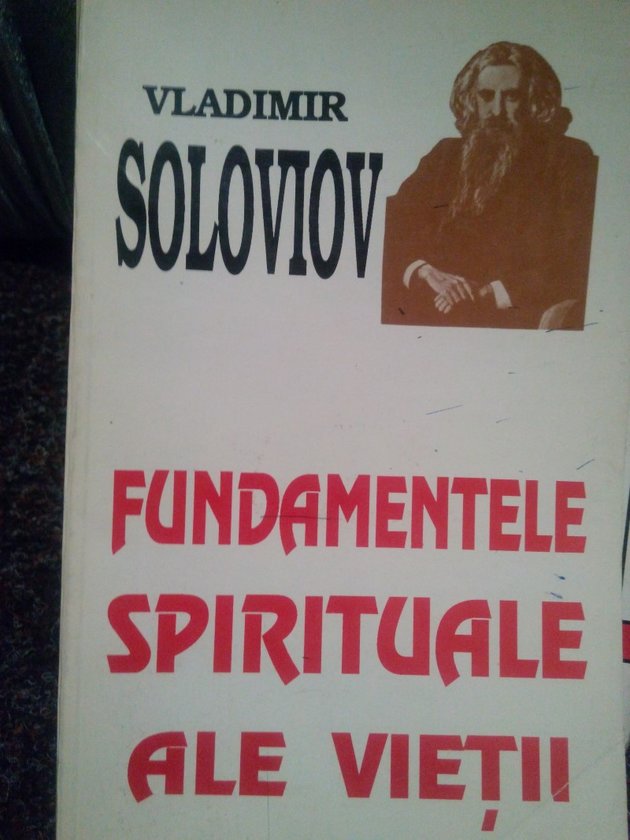 VLADIMIR
SOLOVIOV
FUNDAMENTELE
SPIRITUALE
ALE VIEȚII